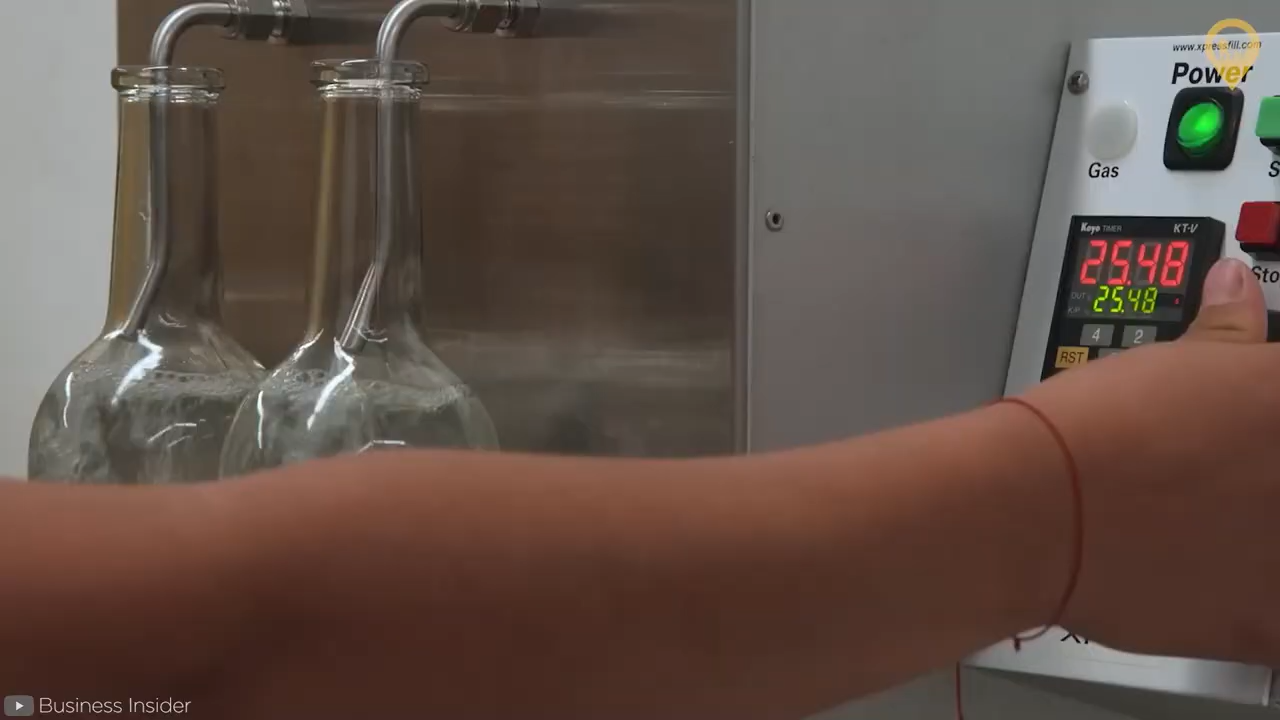 www.xpressfill.com
Power
Gas
Koyo TIMER KT-V
25.48
25.48
4 2
RST
Business Insider